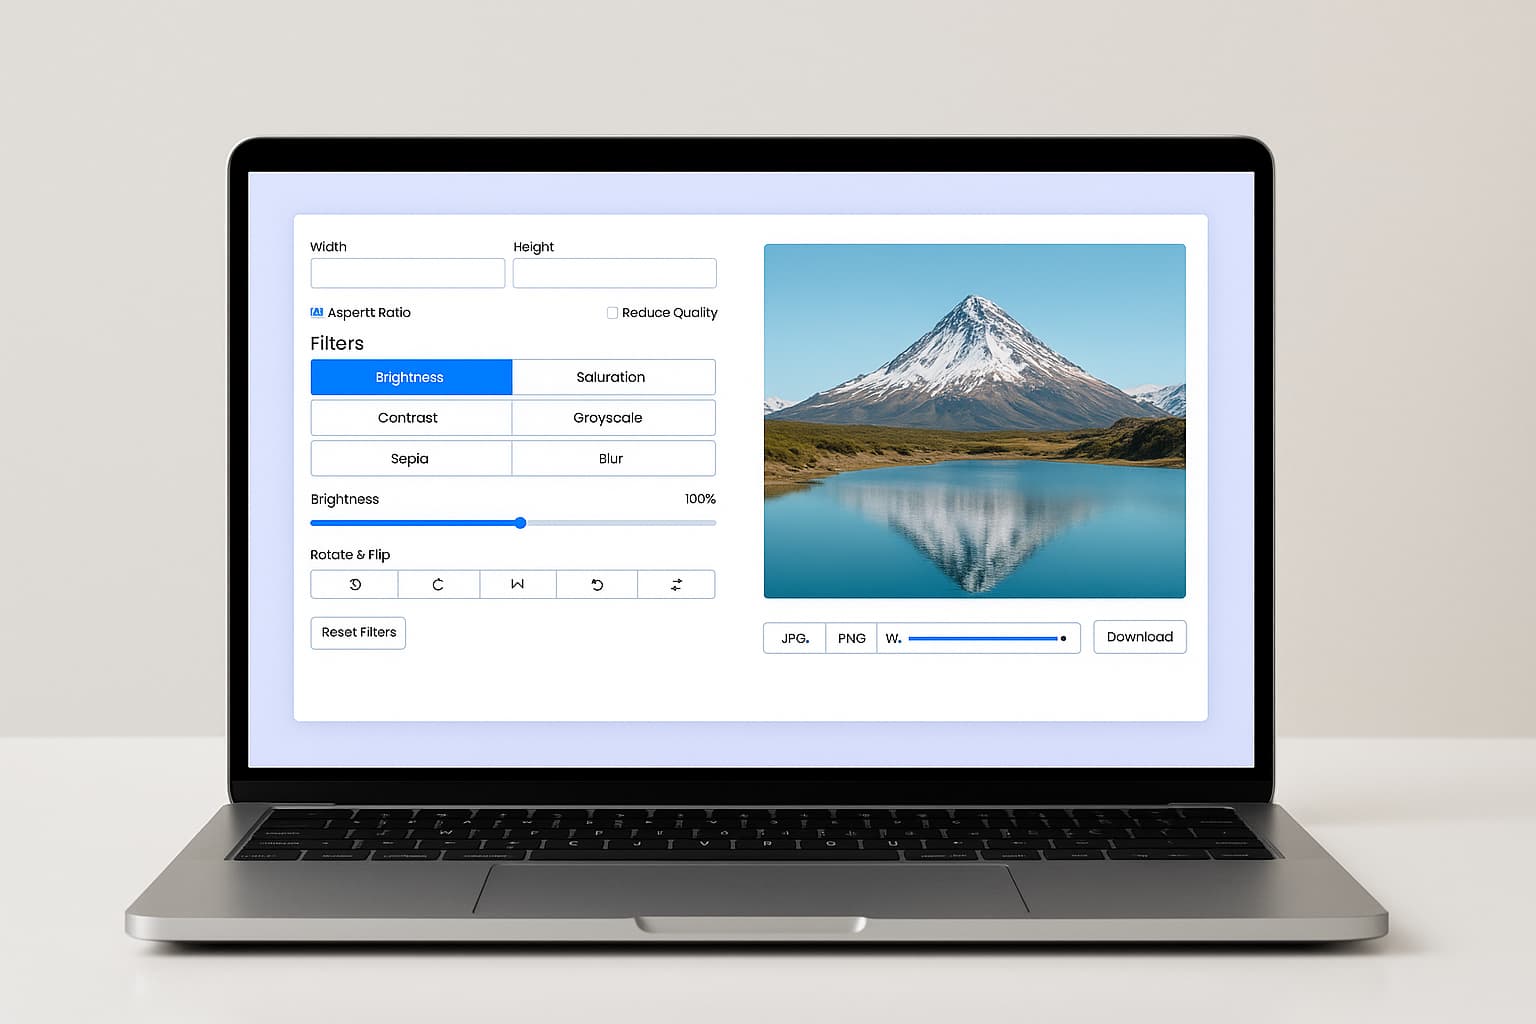 Width Height
Aspertt Ratio Reduce Quality
Filters
Brightness Saluration
Contrast Groyscale
Sepia Blur
Brightness 100%
Rotate & Flip
Reset Filters
JPG. PNG W. Download